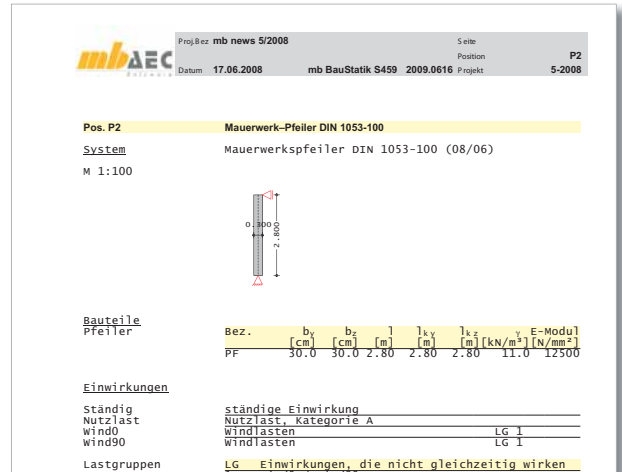 mb AEC
Software
Proj.Bez mb news 5/2008 Seite
Position P2
Datum 17.06.2008 mb BauStatik S459 2009.0616 Projekt 5-2008
Pos. P2 Mauerwerk–Pfeiler DIN 1053-100
System Mauerwerkspfeiler DIN 1053-100 (08/06)
M 1:100
0.300
2.800
Bauteile
Pfeiler Bez. by bz l lky lkz γ E-Modul
[cm] [cm] [m] [m] [m] [kN/m³] [N/mm²]
PF 30.0 30.0 2.80 2.80 2.80 11.0 12500
Einwirkungen
Ständig ständige Einwirkung
Nutzlast Nutzlast, Kategorie A
Wind0 Windlasten LG 1
Wind90 Windlasten LG 1
Lastgruppen LG Einwirkungen, die nicht gleichzeitig wirken